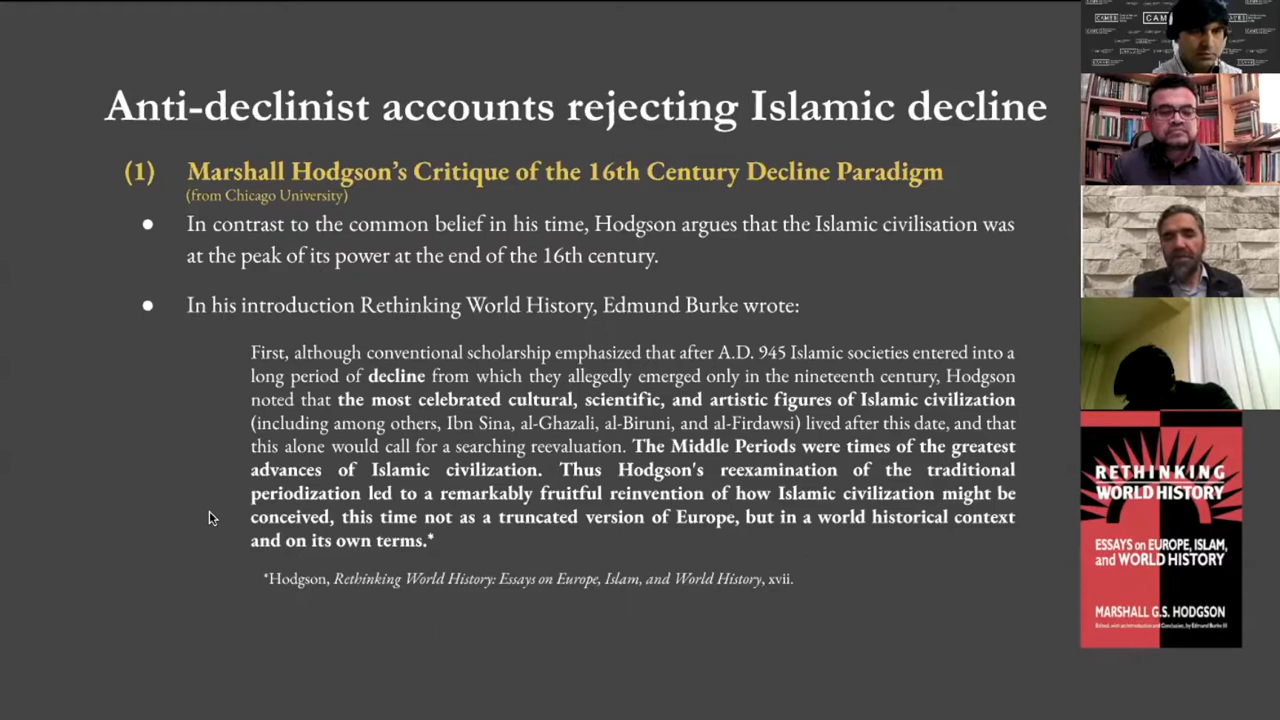 Anti-declinist accounts rejecting Islamic decline
(1) Marshall Hodgson's Critique of the 16th Century Decline Paradigm
(from Chicago University)
● In contrast to the common belief in his time, Hodgson argues that the Islamic civilisation was
at the peak of its power at the end of the 16th century.
● In his introduction Rethinking World History, Edmund Burke wrote:
First, although conventional scholarship emphasized that after A.D. 945 Islamic societies entered into a
long period of decline from which they allegedly emerged only in the nineteenth century, Hodgson
noted that the most celebrated cultural, scientific, and artistic figures of Islamic civilization
(including among others, Ibn Sina, al-Ghazali, al-Biruni, and al-Firdawsi) lived after this date, and that
this alone would call for a searching reevaluation. The Middle Periods were times of the greatest
advances of Islamic civilization. Thus Hodgson's reexamination of the traditional
periodization led to a remarkably fruitful reinvention of how Islamic civilization might be
conceived, this time not as a truncated version of Europe, but in a world historical context
and on its own terms.*
*Hodgson, Rethinking World History: Essays on Europe, Islam, and World History, xvii.
RETHINKING
WORLD HISTORY
ESSAYS on EUROPE, ISLAM,
and WORLD HISTORY
MARSHALL G.S. HODGSON
Edited, with an Introduction and Conclusion, by Edmund Burke III